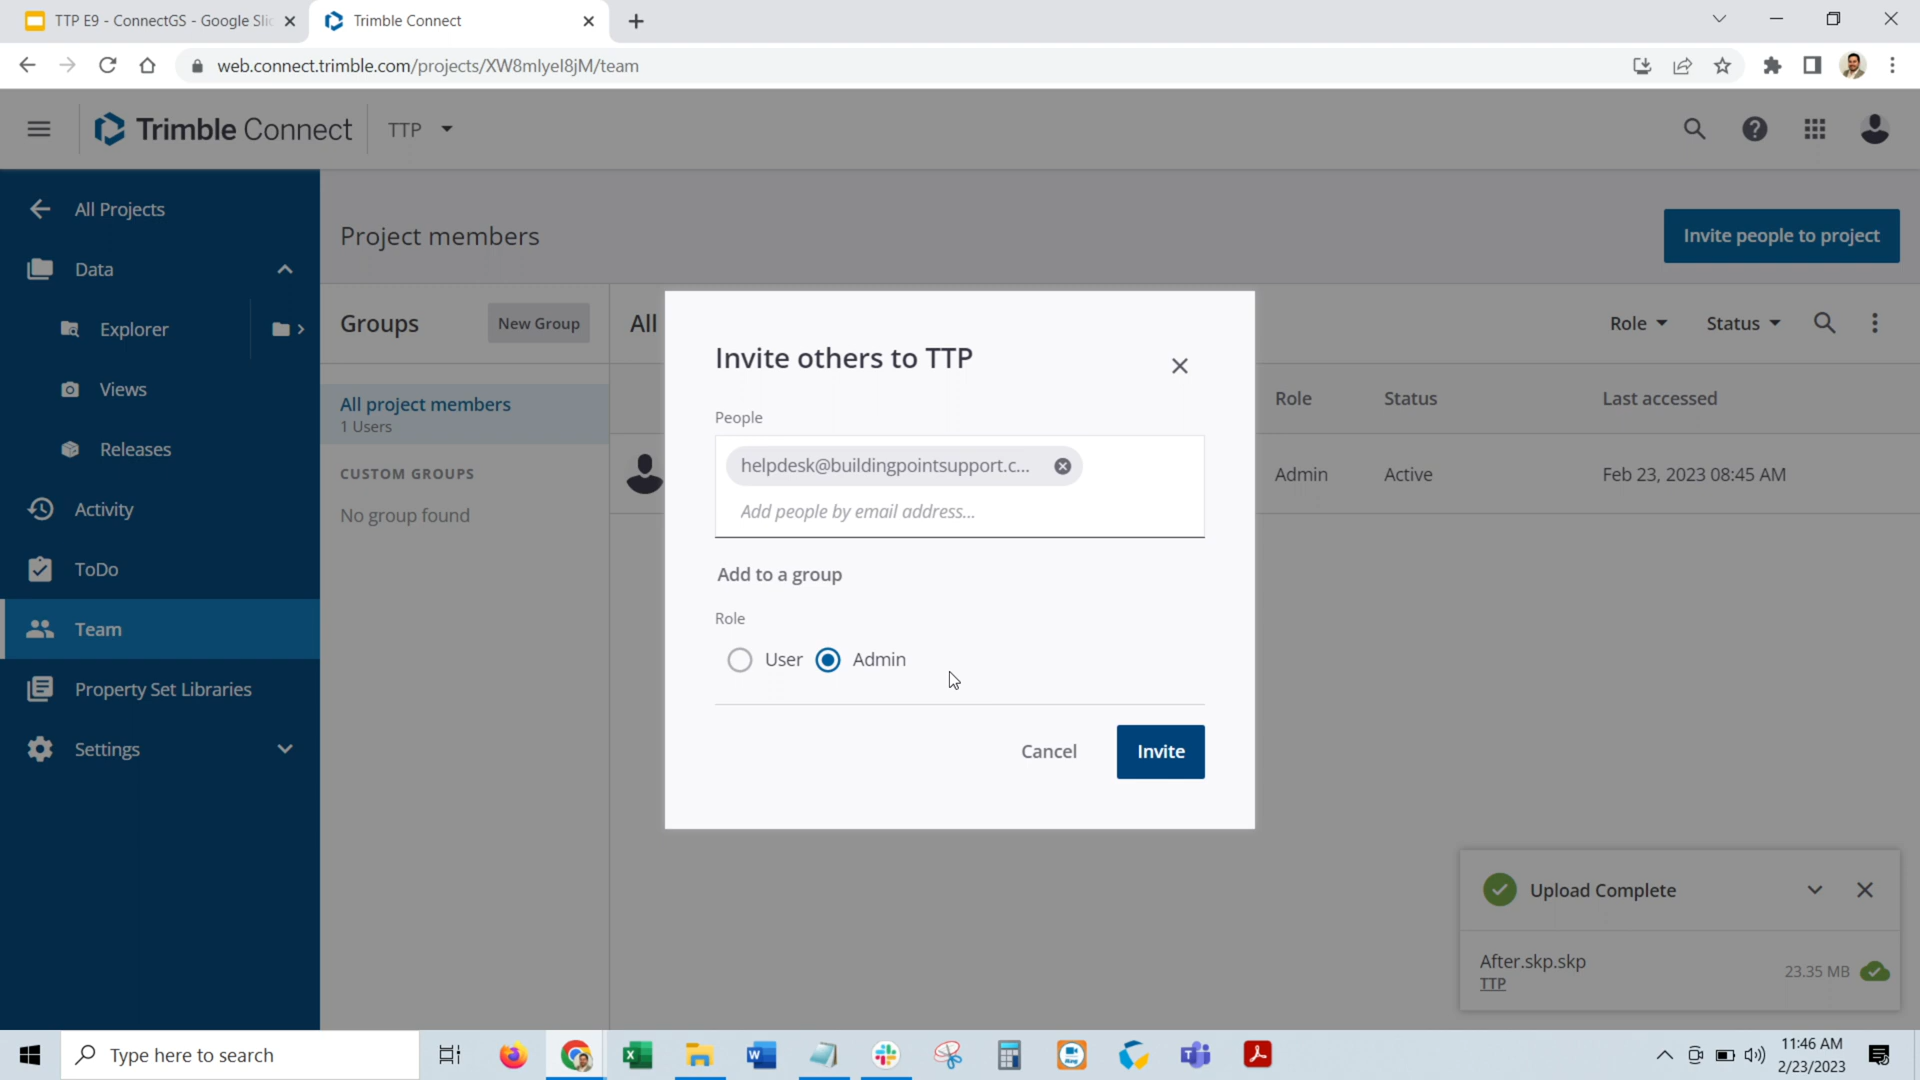 TTP E9 - ConnectGS - Google Slic
Trimble Connect
web.connect.trimble.com/projects/XW8mlyeI8jM/team
Trimble Connect
TTP
All Projects
Data
Explorer
Views
Releases
Activity
ToDo
Team
Property Set Libraries
Settings
Project members
Invite people to project
Groups
New Group
All
Role
Status
All project members
1 Users
CUSTOM GROUPS
No group found
Role
Status
Last accessed
Admin
Active
Feb 23, 2023 08:45 AM
Invite others to TTP
People
helpdesk@buildingpointsupport.c...
Add people by email address...
Add to a group
Role
User
Admin
Cancel
Invite
Upload Complete
After.skp.skp
TTP
23.35 MB
Type here to search
11:46 AM
2/23/2023